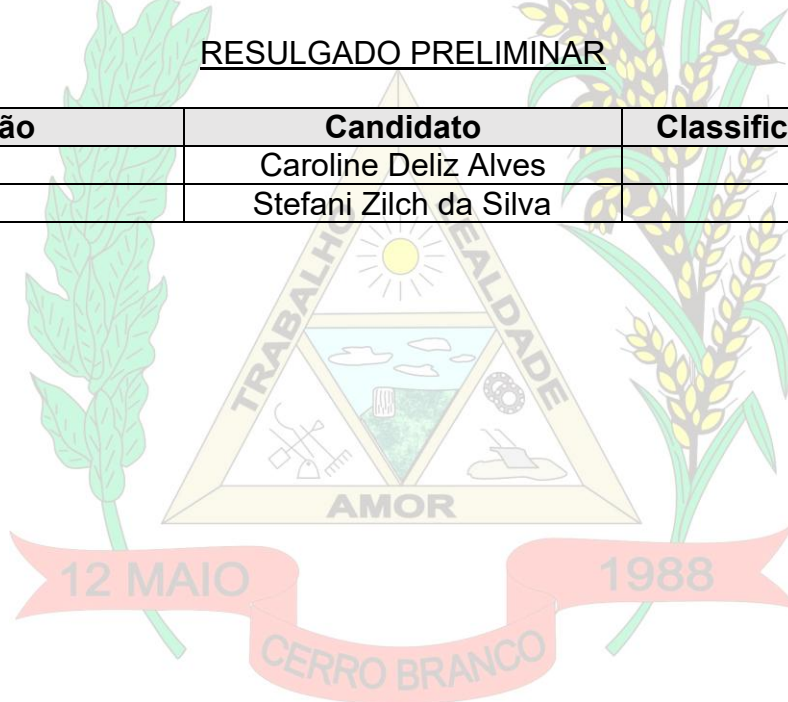 RESULGADO PRELIMINAR
ão Candidato Classific
Caroline Deliz Alves
Stefani Zilch da Silva
TRABALHO
LEALDADE
AMOR
12 MAIO 1988
CERRO BRANCO